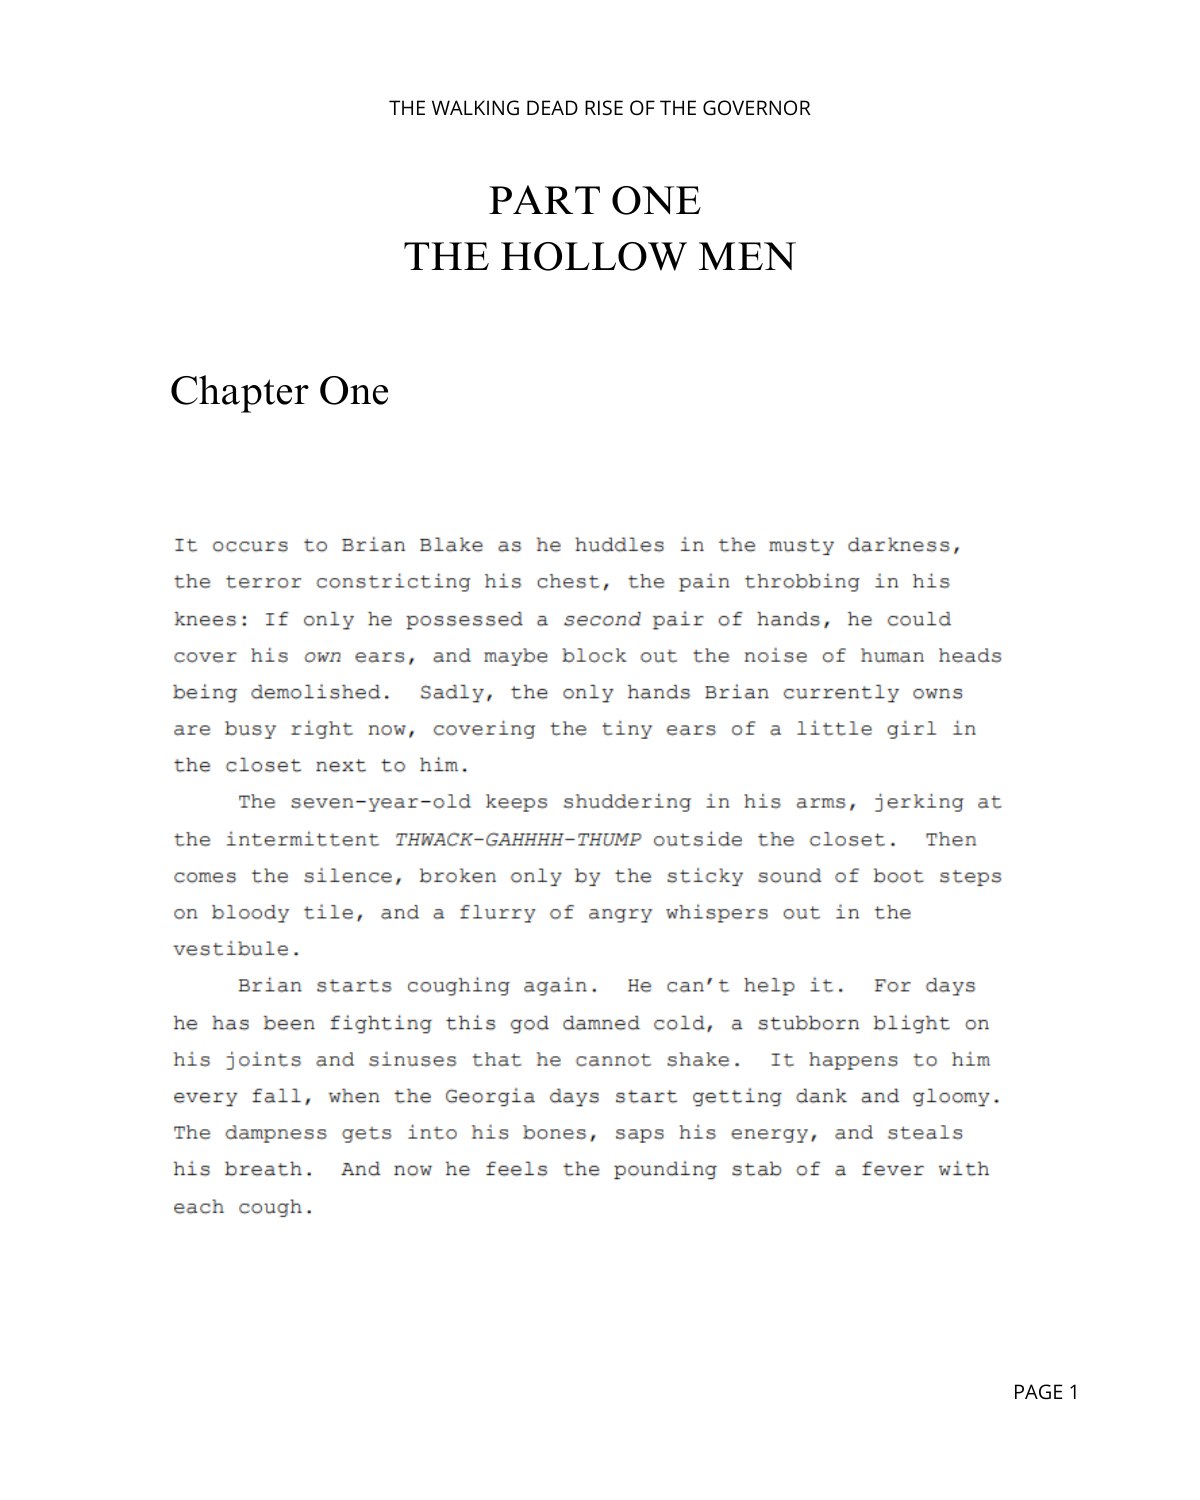 THE WALKING DEAD RISE OF THE GOVERNOR
PART ONE
THE HOLLOW MEN
Chapter One
It occurs to Brian Blake as he huddles in the musty darkness,
the terror constricting his chest, the pain throbbing in his
knees: If only he possessed a second pair of hands, he could
cover his own ears, and maybe block out the noise of human heads
being demolished.  Sadly, the only hands Brian currently owns
are busy right now, covering the tiny ears of a little girl in
the closet next to him.
The seven-year-old keeps shuddering in his arms, jerking at
the intermittent THWACK-GAHHHH-THUMP outside the closet.  Then
comes the silence, broken only by the sticky sound of boot steps
on bloody tile, and a flurry of angry whispers out in the
vestibule.
Brian starts coughing again.  He can’t help it.  For days
he has been fighting this god damned cold, a stubborn blight on
his joints and sinuses that he cannot shake.  It happens to him
every fall, when the Georgia days start getting dank and gloomy.
The dampness gets into his bones, saps his energy, and steals
his breath.  And now he feels the pounding stab of a fever with
each cough.
PAGE 1